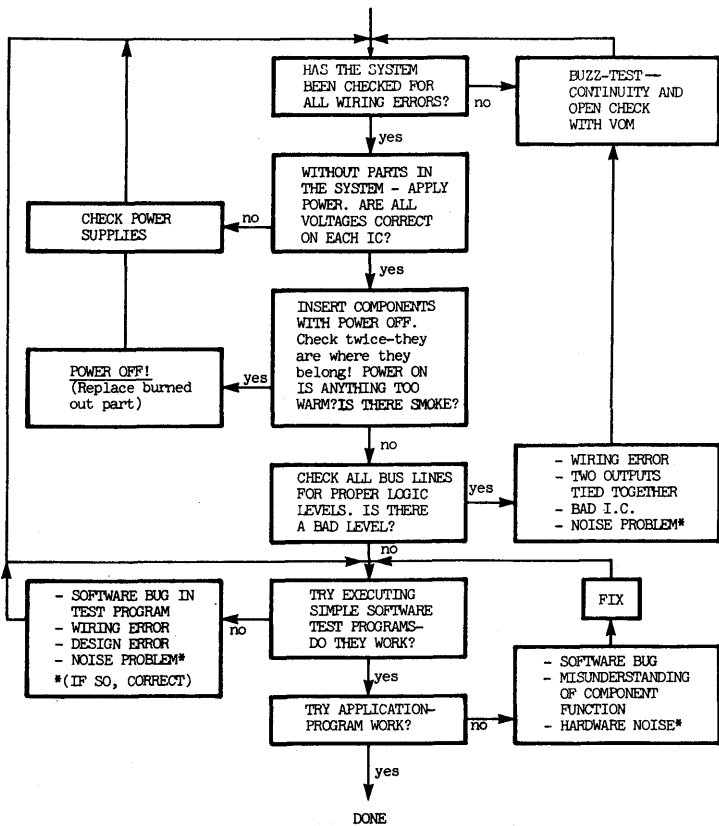 HAS THE SYSTEM
BEEN CHECKED FOR
ALL WIRING ERRORS?
no
BUZZ-TEST—
CONTINUITY AND
OPEN CHECK
WITH VOM
yes
WITHOUT PARTS IN
THE SYSTEM - APPLY
POWER. ARE ALL
VOLTAGES CORRECT
ON EACH IC?
no
CHECK POWER
SUPPLIES
yes
INSERT COMPONENTS
WITH POWER OFF.
Check twice-they
are where they
belong! POWER ON
IS ANYTHING TOO
WARM?IS THERE SMOKE?
yes
POWER OFF!
(Replace burned
out part)
no
CHECK ALL BUS LINES
FOR PROPER LOGIC
LEVELS. IS THERE
A BAD LEVEL?
yes
- WIRING ERROR
- TWO OUTPUTS
TIED TOGETHER
- BAD I.C.
- NOISE PROBLEM*
no
TRY EXECUTING
SIMPLE SOFTWARE
TEST PROGRAMS-
DO THEY WORK?
no
- SOFTWARE BUG IN
TEST PROGRAM
- WIRING ERROR
- DESIGN ERROR
- NOISE PROBLEM*
*(IF SO, CORRECT)
FIX
yes
TRY APPLICATION-
PROGRAM WORK?
no
- SOFTWARE BUG
- MISUNDERSTANDING
OF COMPONENT
FUNCTION
- HARDWARE NOISE*
yes
DONE